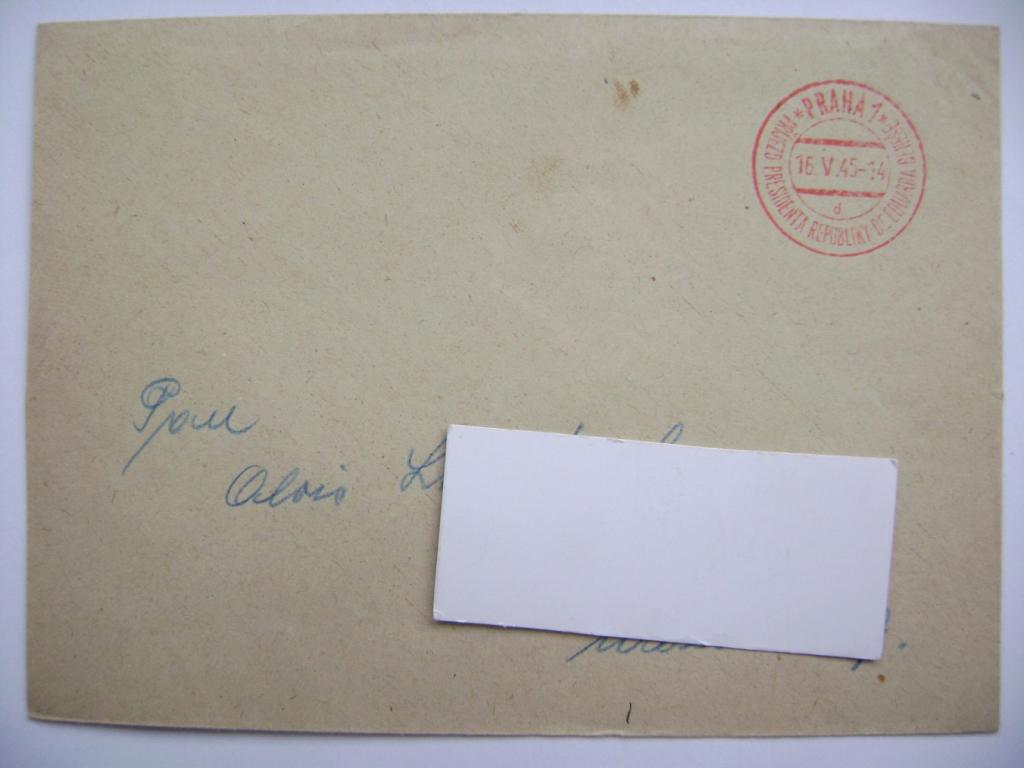 *PRAHA 1*
PŘÍJEZD PRESIDENTA REPUBLIKY DR EDUARDA BENEŠE
16. V. 45-14
d
Pan
Alois